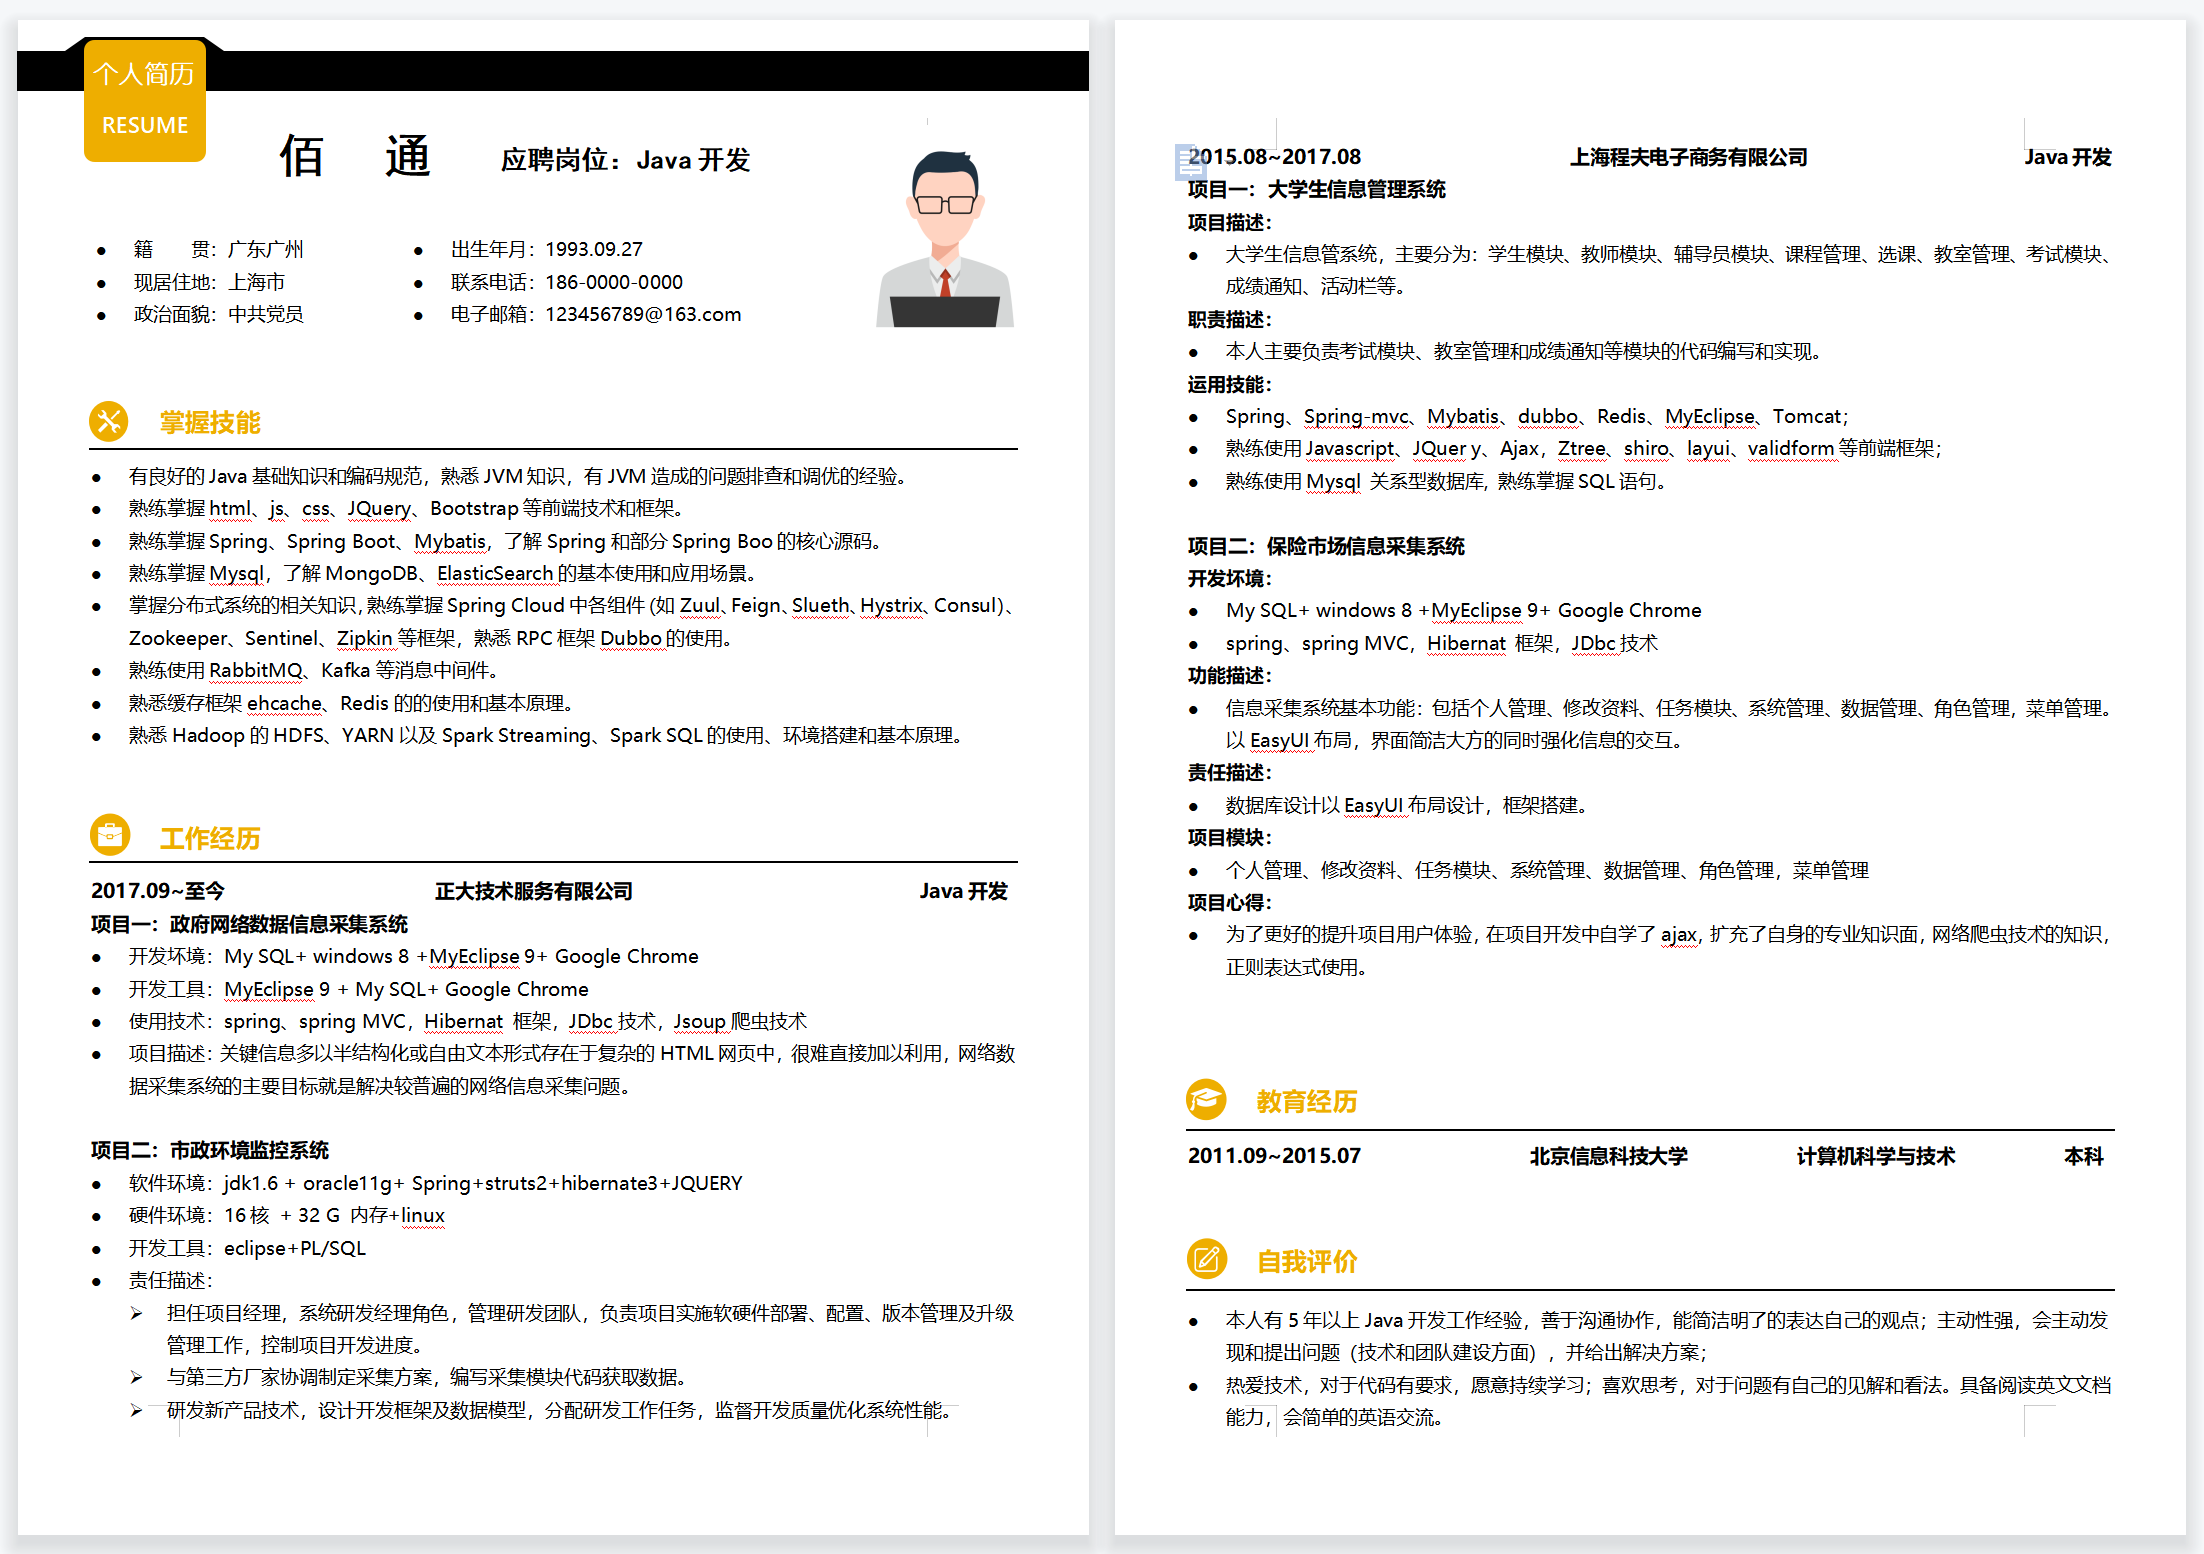 个人简历
RESUME
佰 通 应聘岗位：Java 开发
籍 贯：广东广州
出生年月：1993.09.27
现居住地：上海市
联系电话：186-0000-0000
政治面貌：中共党员
电子邮箱：123456789@163.com
掌握技能
有良好的 Java 基础知识和编码规范，熟悉 JVM 知识，有 JVM 造成的问题排查和调优的经验。
熟练掌握 html、js、css、JQuery、Bootstrap 等前端技术和框架。
熟练掌握 Spring、Spring Boot、Mybatis，了解 Spring 和部分 Spring Boo 的核心源码。
熟练掌握 Mysql，了解 MongoDB、ElasticSearch 的基本使用和应用场景。
掌握分布式系统的相关知识，熟练掌握 Spring Cloud 中各组件 (如 Zuul、Feign、Slueth、Hystrix、Consul)、
Zookeeper、Sentinel、Zipkin 等框架，熟悉 RPC 框架 Dubbo 的使用。
熟练使用 RabbitMQ、Kafka 等消息中间件。
熟悉缓存框架 ehcache、Redis 的的使用和基本原理。
熟悉 Hadoop 的 HDFS、YARN 以及 Spark Streaming、Spark SQL 的使用、环境搭建和基本原理。
工作经历
2017.09~至今 正大技术服务有限公司 Java 开发
项目一：政府网络数据信息采集系统
开发坏境：My SQL+ windows 8 +MyEclipse 9+ Google Chrome
开发工具：MyEclipse 9 + My SQL+ Google Chrome
使用技术：spring、spring MVC，Hibernat 框架，JDbc 技术，Jsoup 爬虫技术
项目描述：关键信息多以半结构化或自由文本形式存在于复杂的 HTML 网页中，很难直接加以利用，网络数
据采集系统的主要目标就是解决较普遍的网络信息采集问题。
项目二：市政环境监控系统
软件环境：jdk1.6 + oracle11g+ Spring+struts2+hibernate3+JQUERY
硬件环境：16 核 + 32 G 内存+linux
开发工具：eclipse+PL/SQL
责任描述：
担任项目经理，系统研发经理角色，管理研发团队，负责项目实施软硬件部署、配置、版本管理及升级
管理工作，控制项目开发进度。
与第三方厂家协调制定采集方案，编写采集模块代码获取数据。
研发新产品技术，设计开发框架及数据模型，分配研发工作任务，监督开发质量优化系统性能。
2015.08~2017.08 上海程夫电子商务有限公司 Java 开发
项目一：大学生信息管理系统
项目描述：
大学生信息管系统，主要分为：学生模块、教师模块、辅导员模块、课程管理、选课、教室管理、考试模块、
成绩通知、活动栏等。
职责描述：
本人主要负责考试模块、教室管理和成绩通知等模块的代码编写和实现。
运用技能：
Spring、Spring-mvc、Mybatis、dubbo、Redis、MyEclipse、Tomcat；
熟练使用 Javascript、JQuer y、Ajax，Ztree、shiro、layui、validform 等前端框架；
熟练使用 Mysql 关系型数据库，熟练掌握 SQL 语句。
项目二：保险市场信息采集系统
开发坏境：
My SQL+ windows 8 +MyEclipse 9+ Google Chrome
spring、spring MVC，Hibernat 框架，JDbc 技术
功能描述：
信息采集系统基本功能：包括个人管理、修改资料、任务模块、系统管理、数据管理、角色管理，菜单管理。
以 EasyUI 布局，界面简洁大方的同时强化信息的交互。
责任描述：
数据库设计以 EasyUI 布局设计，框架搭建。
项目模块：
个人管理、修改资料、任务模块、系统管理、数据管理、角色管理，菜单管理
项目心得：
为了更好的提升项目用户体验，在项目开发中自学了 ajax，扩充了自身的专业知识面，网络爬虫技术的知识，
正则表达式使用。
教育经历
2011.09~2015.07 北京信息科技大学 计算机科学与技术 本科
自我评价
本人有 5 年以上 Java 开发工作经验，善于沟通协作，能简洁明了的表达自己的观点；主动性强，会主动发
现和提出问题（技术和团队建设方面），并给出解决方案；
热爱技术，对于代码有要求，愿意持续学习；喜欢思考，对于问题有自己的见解和看法。具备阅读英文文档
能力，会简单的英语交流。